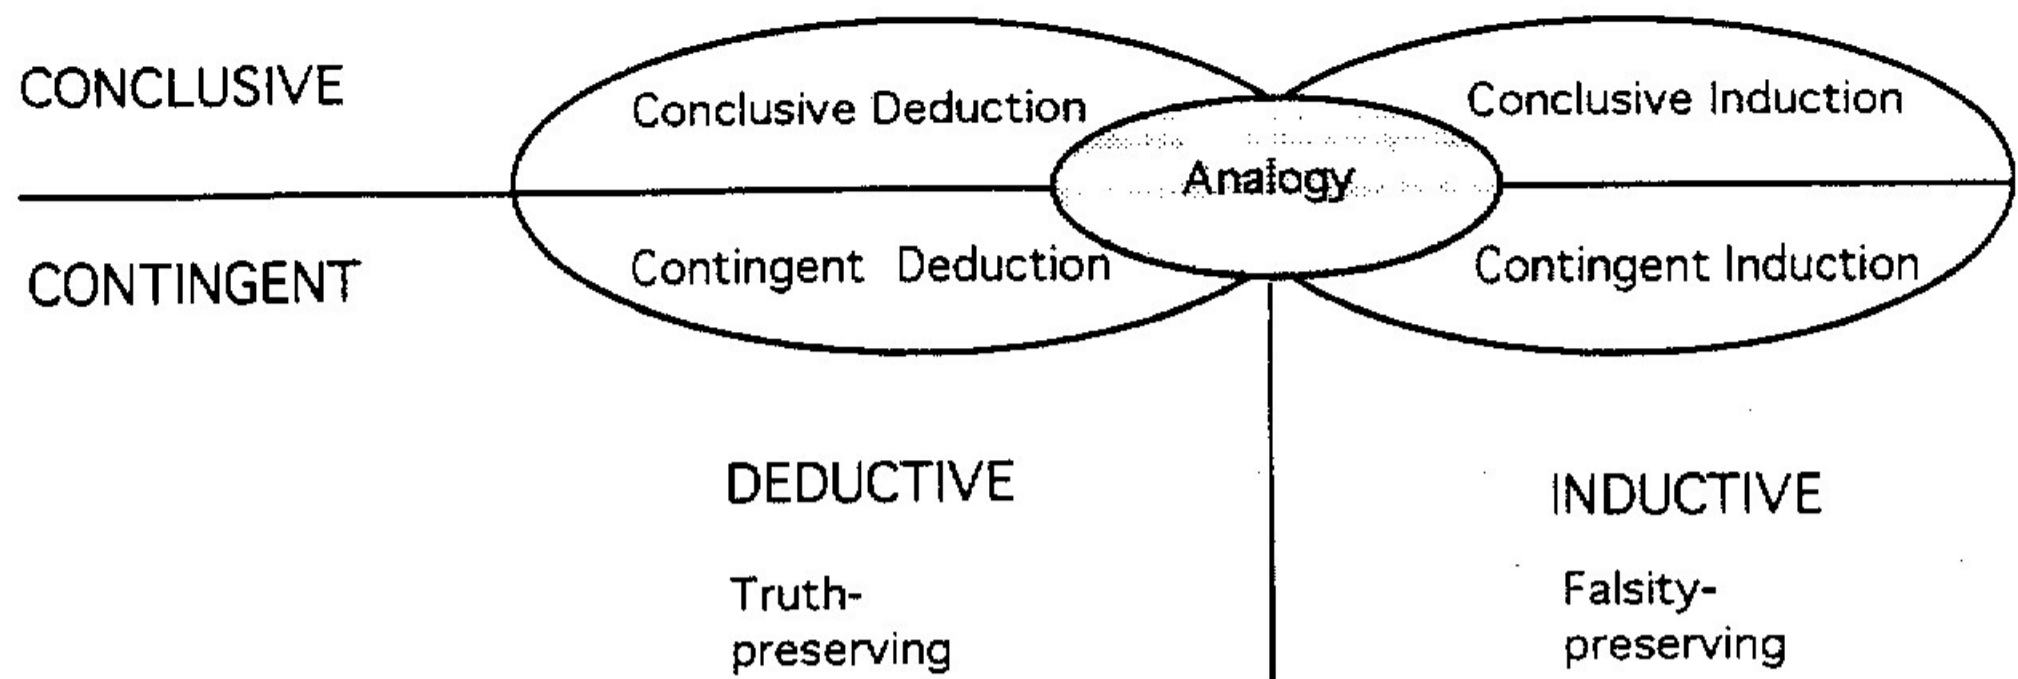 CONCLUSIVE
Conclusive Deduction
Conclusive Induction
Analogy
CONTINGENT
Contingent Deduction
Contingent Induction
DEDUCTIVE
INDUCTIVE
Truth-
preserving
Falsity-
preserving